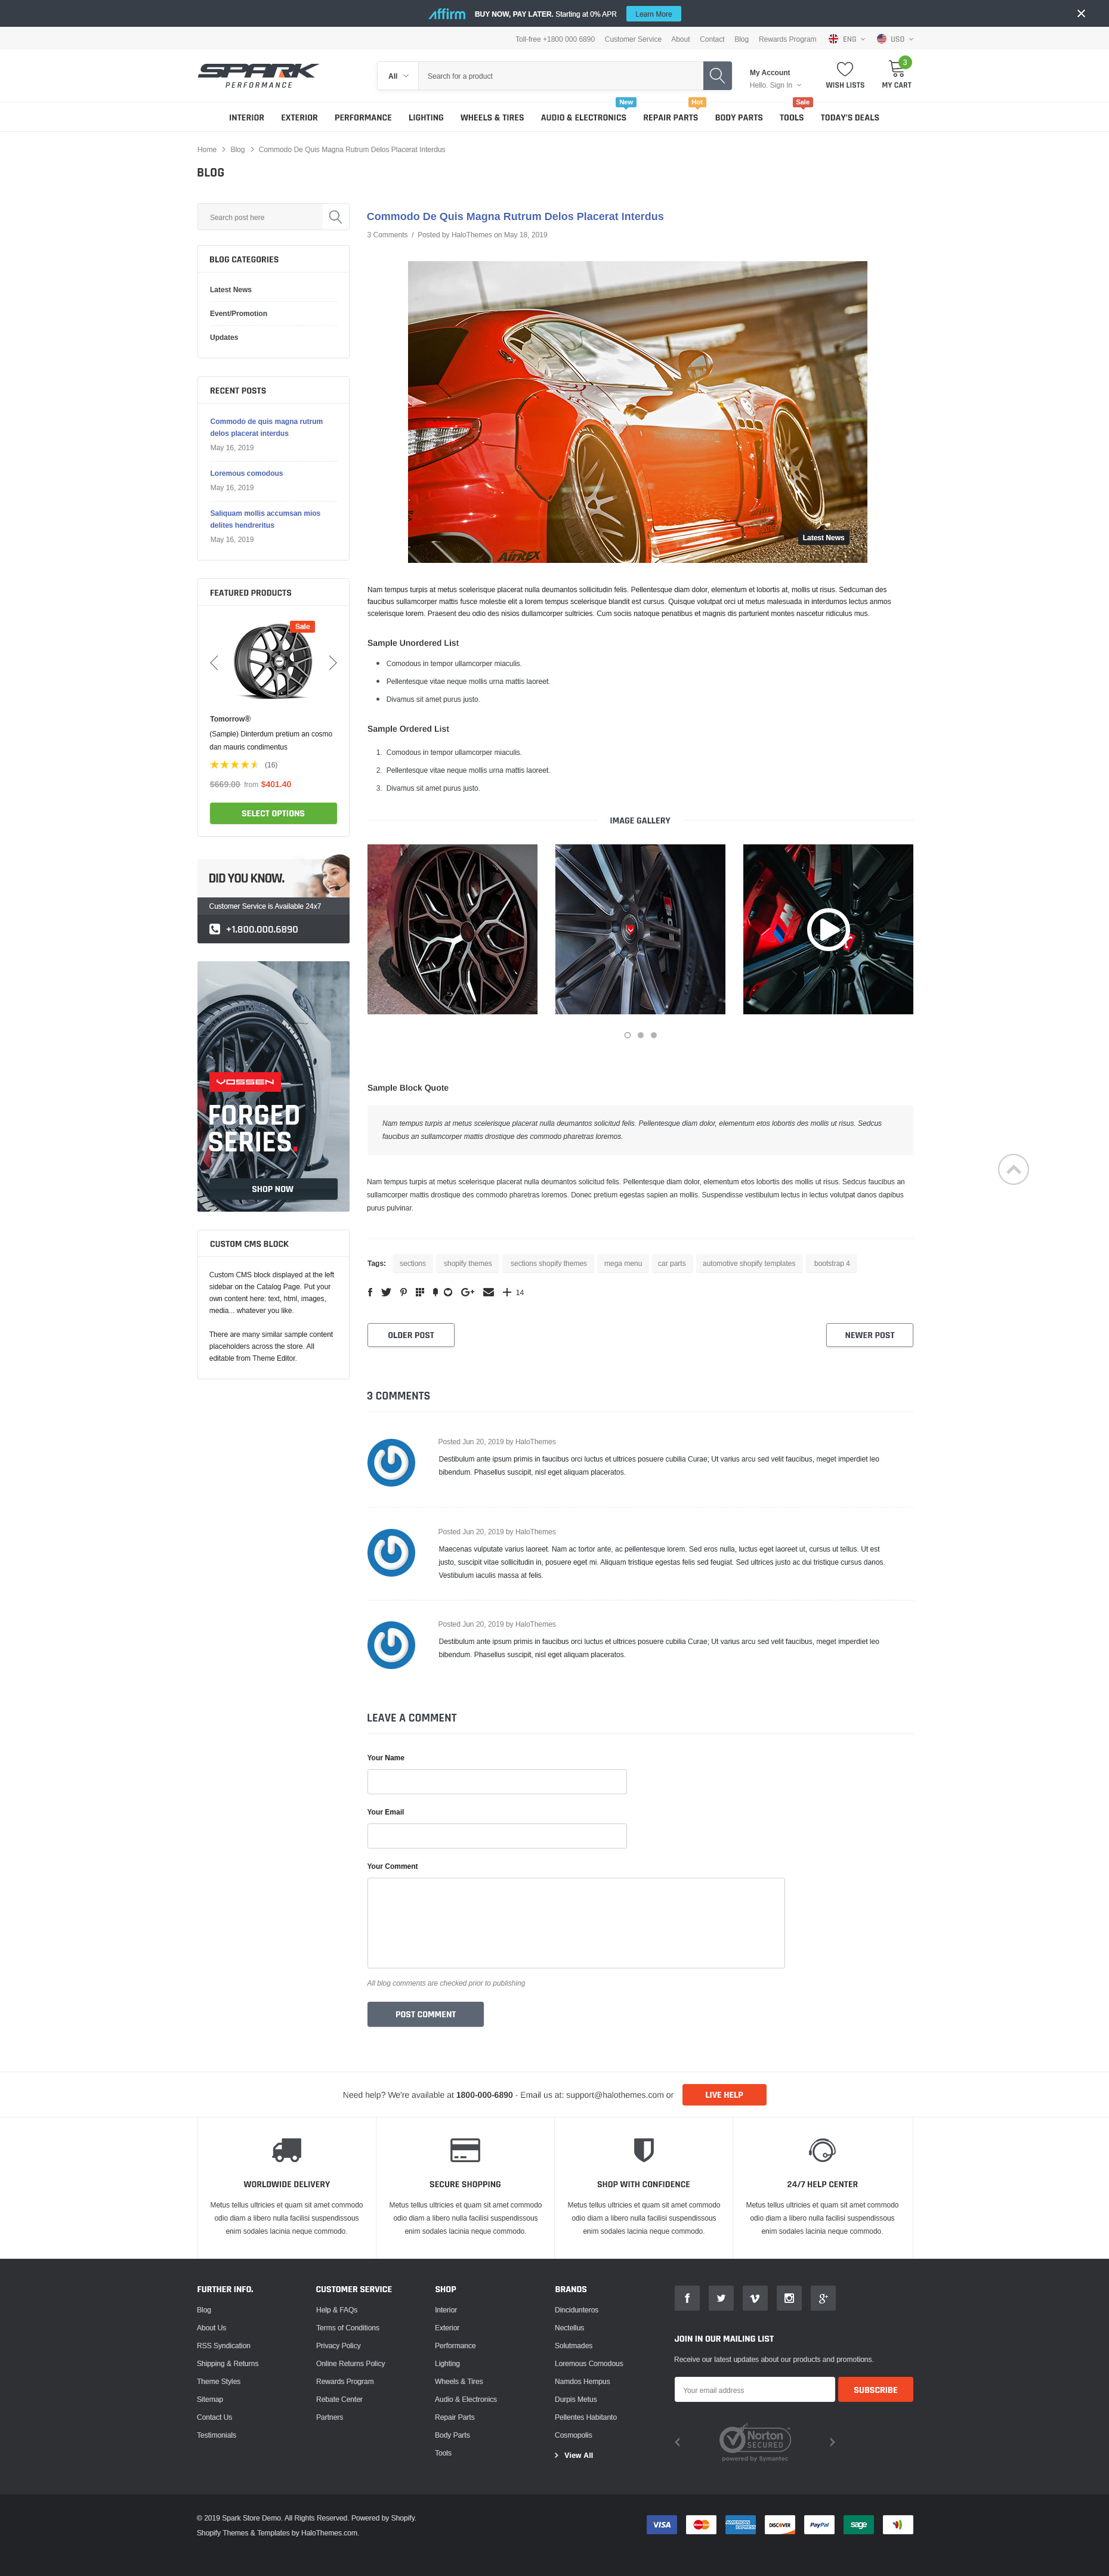 affirm BUY NOW, PAY LATER. Starting at 0% APR Learn More
Toll-free +1800 000 6890 Customer Service About Contact Blog Rewards Program ENG USD
SPARK
PERFORMANCE
All Search for a product
My Account
Hello. Sign In
WISH LISTS
3
MY CART
New Hot Sale
INTERIOR EXTERIOR PERFORMANCE LIGHTING WHEELS & TIRES AUDIO & ELECTRONICS REPAIR PARTS BODY PARTS TOOLS TODAY'S DEALS
Home Blog Commodo De Quis Magna Rutrum Delos Placerat Interdus
BLOG
Search post here
BLOG CATEGORIES
Latest News
Event/Promotion
Updates
RECENT POSTS
Commodo de quis magna rutrum
delos placerat interdus
May 16, 2019
Loremous comodous
May 16, 2019
Saliquam mollis accumsan mios
delites hendreritus
May 16, 2019
FEATURED PRODUCTS
Sale
Tomorrow®
(Sample) Dinterdum pretium an cosmo
dan mauris condimentus
(16)
$669.00 from $401.40
SELECT OPTIONS
DID YOU KNOW.
Customer Service is Available 24x7
+1.800.000.6890
VOSSEN
FORGED
SERIES.
SHOP NOW
CUSTOM CMS BLOCK
Custom CMS block displayed at the left
sidebar on the Catalog Page. Put your
own content here: text, html, images,
media... whatever you like.
There are many similar sample content
placeholders across the store. All
editable from Theme Editor.
Commodo De Quis Magna Rutrum Delos Placerat Interdus
3 Comments / Posted by HaloThemes on May 18, 2019
AIREX
Latest News
Nam tempus turpis at metus scelerisque placerat nulla deumantos sollicitudin felis. Pellentesque diam dolor, elementum et lobortis at, mollis ut risus. Sedcuman des
faucibus sullamcorper mattis fusce molestie elit a lorem tempus scelerisque blandit est cursus. Quisque volutpat orci ut metus malesuada in interdumos lectus anmos
scelerisque lorem. Praesent deu odio des nisios dullamcorper sultricies. Cum sociis natoque penatibus et magnis dis parturient montes nascetur ridiculus mus.
Sample Unordered List
Comodous in tempor ullamcorper miaculis.
Pellentesque vitae neque mollis urna mattis laoreet.
Divamus sit amet purus justo.
Sample Ordered List
1. Comodous in tempor ullamcorper miaculis.
2. Pellentesque vitae neque mollis urna mattis laoreet.
3. Divamus sit amet purus justo.
IMAGE GALLERY
Sample Block Quote
Nam tempus turpis at metus scelerisque placerat nulla deumantos solicitud felis. Pellentesque diam dolor, elementum etos lobortis des mollis ut risus. Sedcus
faucibus an sullamcorper mattis drostique des commodo pharetras loremos.
Nam tempus turpis at metus scelerisque placerat nulla deumantos solicitud felis. Pellentesque diam dolor, elementum etos lobortis des mollis ut risus. Sedcus faucibus an
sullamcorper mattis drostique des commodo pharetras loremos. Donec pretium egestas sapien an mollis. Suspendisse vestibulum lectus in lectus volutpat danos dapibus
purus pulvinar.
Tags: sections shopify themes sections shopify themes mega menu car parts automotive shopify templates bootstrap 4
14
OLDER POST NEWER POST
3 COMMENTS
Posted Jun 20, 2019 by HaloThemes
Destibulum ante ipsum primis in faucibus orci luctus et ultrices posuere cubilia Curae; Ut varius arcu sed velit faucibus, meget imperdiet leo
bibendum. Phasellus suscipit, nisl eget aliquam placeratos.
Posted Jun 20, 2019 by HaloThemes
Maecenas vulputate varius laoreet. Nam ac tortor ante, ac pellentesque lorem. Sed eros nulla, luctus eget laoreet ut, cursus ut tellus. Ut est
justo, suscipit vitae sollicitudin in, posuere eget mi. Aliquam tristique egestas felis sed feugiat. Sed ultrices justo ac dui tristique cursus danos.
Vestibulum iaculis massa at felis.
Posted Jun 20, 2019 by HaloThemes
Destibulum ante ipsum primis in faucibus orci luctus et ultrices posuere cubilia Curae; Ut varius arcu sed velit faucibus, meget imperdiet leo
bibendum. Phasellus suscipit, nisl eget aliquam placeratos.
LEAVE A COMMENT
Your Name
Your Email
Your Comment
All blog comments are checked prior to publishing
POST COMMENT
Need help? We're available at 1800-000-6890 - Email us at: support@halothemes.com or LIVE HELP
WORLDWIDE DELIVERY
Metus tellus ultricies et quam sit amet commodo
odio diam a libero nulla facilisi suspendissous
enim sodales lacinia neque commodo.
SECURE SHOPPING
Metus tellus ultricies et quam sit amet commodo
odio diam a libero nulla facilisi suspendissous
enim sodales lacinia neque commodo.
SHOP WITH CONFIDENCE
Metus tellus ultricies et quam sit amet commodo
odio diam a libero nulla facilisi suspendissous
enim sodales lacinia neque commodo.
24/7 HELP CENTER
Metus tellus ultricies et quam sit amet commodo
odio diam a libero nulla facilisi suspendissous
enim sodales lacinia neque commodo.
FURTHER INFO.
Blog
About Us
RSS Syndication
Shipping & Returns
Theme Styles
Sitemap
Contact Us
Testimonials
CUSTOMER SERVICE
Help & FAQs
Terms of Conditions
Privacy Policy
Online Returns Policy
Rewards Program
Rebate Center
Partners
SHOP
Interior
Exterior
Performance
Lighting
Wheels & Tires
Audio & Electronics
Repair Parts
Body Parts
Tools
BRANDS
Dincidunteros
Nectellus
Solutmades
Loremous Comodous
Namdos Hempus
Durpis Metus
Pellentes Habitanto
Cosmopolis
View All
JOIN IN OUR MAILING LIST
Receive our latest updates about our products and promotions.
Your email address SUBSCRIBE
Norton
SECURED
powered by Symantec
© 2019 Spark Store Demo. All Rights Reserved. Powered by Shopify.
Shopify Themes & Templates by HaloThemes.com.
VISA MasterCard AMERICAN EXPRESS DISCOVER PayPal sage